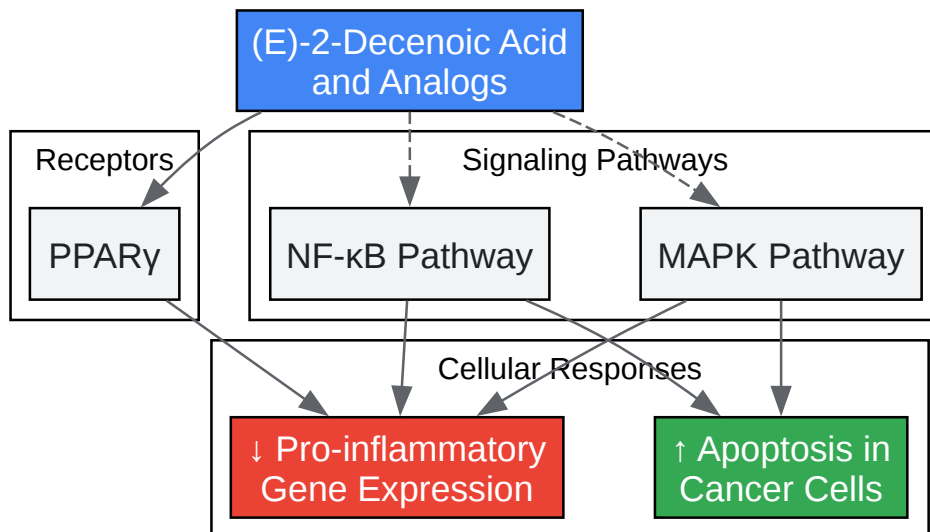 (E)-2-Decenoic Acid
and Analogs
Receptors
Signaling Pathways
PPARγ
NF-κB Pathway
MAPK Pathway
Cellular Responses
↓ Pro-inflammatory
Gene Expression
↑ Apoptosis in
Cancer Cells